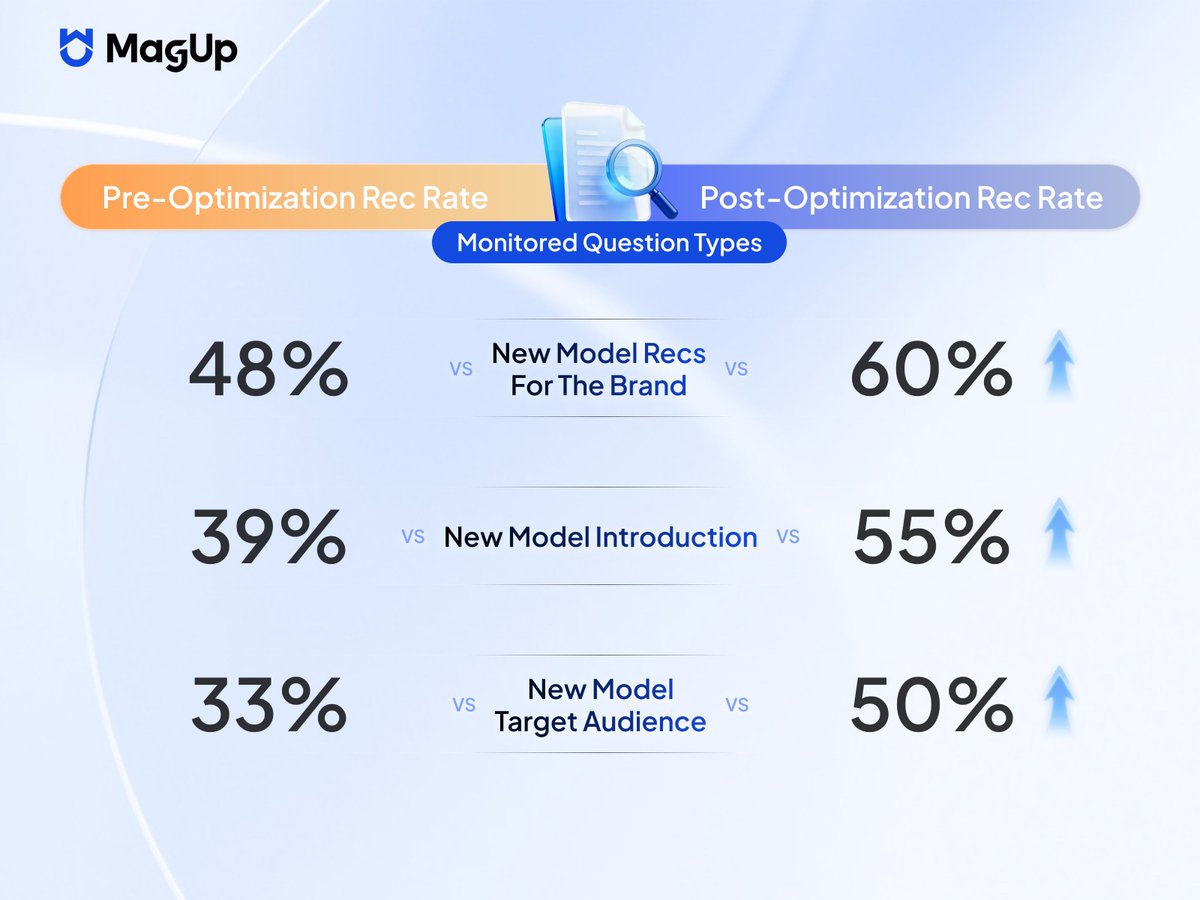 MagUp
Pre-Optimization Rec Rate
Post-Optimization Rec Rate
Monitored Question Types
48%
VS
New Model Recs
For The Brand
VS
60%
39%
VS
New Model Introduction
VS
55%
33%
VS
New Model
Target Audience
VS
50%